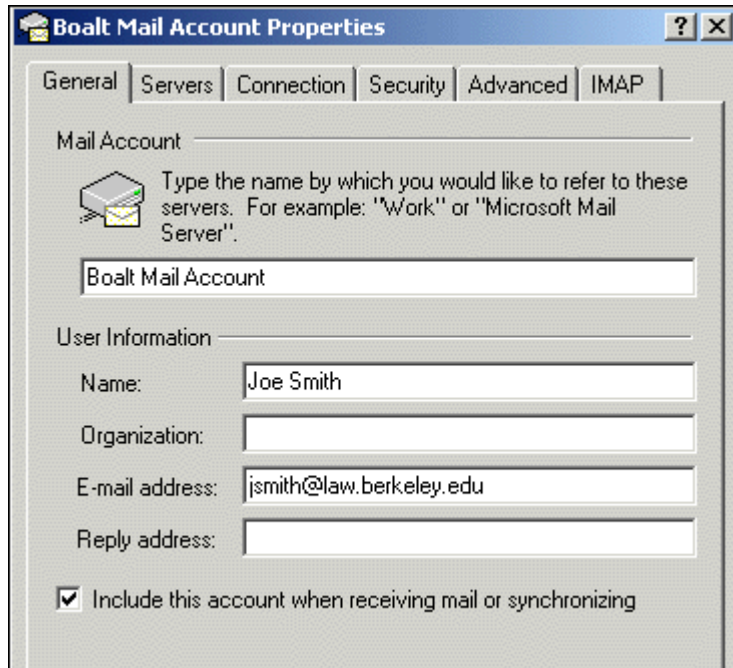 Boalt Mail Account Properties
General Servers Connection Security Advanced IMAP
Mail Account
Type the name by which you would like to refer to these
servers. For example: "Work" or "Microsoft Mail
Server".
Boalt Mail Account
User Information
Name: Joe Smith
Organization:
E-mail address: jsmith@law.berkeley.edu
Reply address:
Include this account when receiving mail or synchronizing